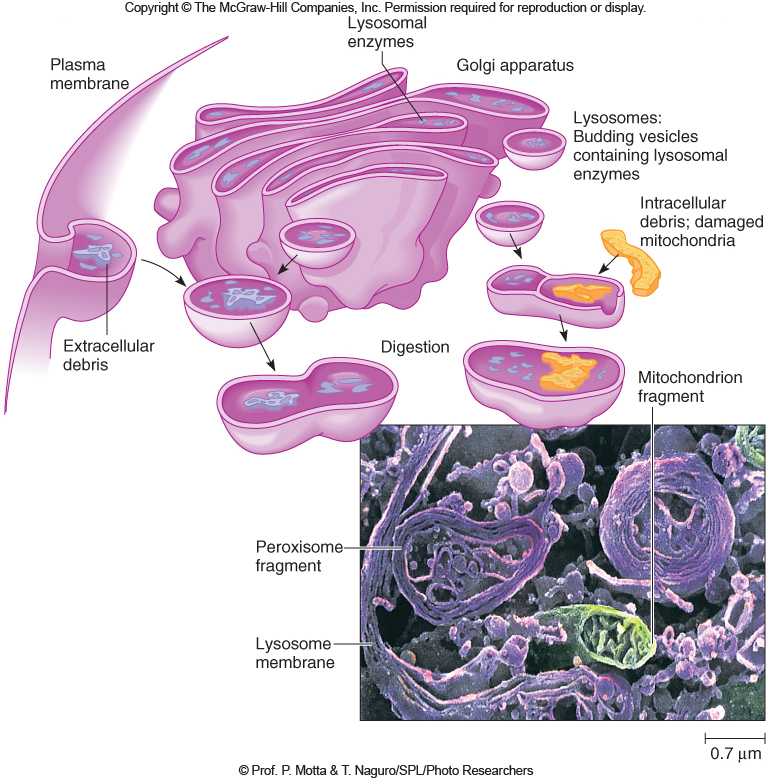 Copyright © The McGraw-Hill Companies, Inc. Permission required for reproduction or display.
Lysosomal
enzymes
Plasma
membrane
Golgi apparatus
Lysosomes:
Budding vesicles
containing lysosomal
enzymes
Intracellular
debris; damaged
mitochondria
Extracellular
debris
Digestion
Mitochondrion
fragment
Peroxisome
fragment
Lysosome
membrane
0.7 µm
© Prof. P. Motta & T. Naguro/SPL/Photo Researchers